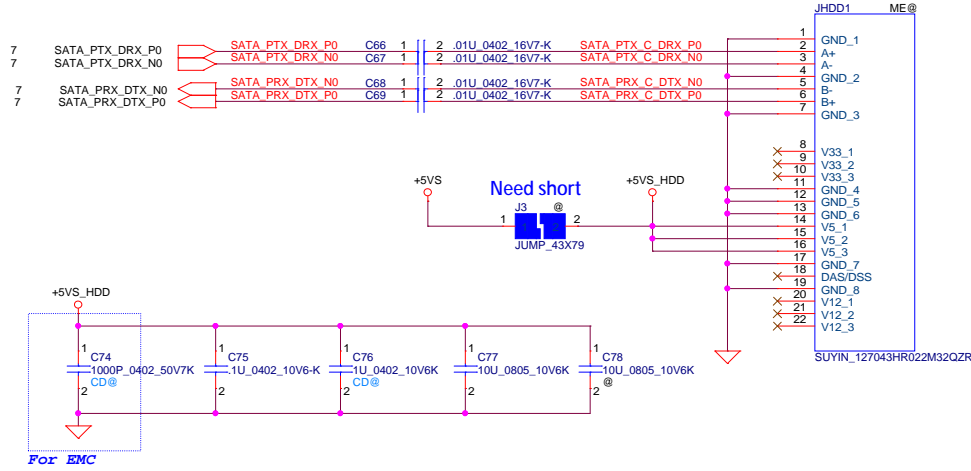 JHDD1 ME@
7 SATA_PTX_DRX_P0 SATA_PTX_DRX_P0 C66 1 2 .01U_0402_16V7-K SATA_PTX_C_DRX_P0
7 SATA_PTX_DRX_N0 SATA_PTX_DRX_N0 C67 1 2 .01U_0402_16V7-K SATA_PTX_C_DRX_N0
7 SATA_PRX_DTX_N0 SATA_PRX_DTX_N0 C68 1 2 .01U_0402_16V7-K SATA_PRX_C_DTX_N0
7 SATA_PRX_DTX_P0 SATA_PRX_DTX_P0 C69 1 2 .01U_0402_16V7-K SATA_PRX_C_DTX_P0
1 GND_1
2 A+
3 A-
4 GND_2
5 B-
6 B+
7 GND_3
8 V33_1
9 V33_2
10 V33_3
11 GND_4
12 GND_5
13 GND_6
14 V5_1
15 V5_2
16 V5_3
17 GND_7
18 DAS/DSS
19 GND_8
20 V12_1
21 V12_2
22 V12_3
SUYIN_127043HR022M32QZR
+5VS Need short +5VS_HDD
J3 @
1 1 2 2
JUMP_43X79
+5VS_HDD
1 C74
1000P_0402_50V7K
CD@
2
1 C75
.1U_0402_10V6-K
2
1 C76
1U_0402_10V6K
CD@
2
1 C77
10U_0805_10V6K
2
1 C78
10U_0805_10V6K
@
2
For EMC